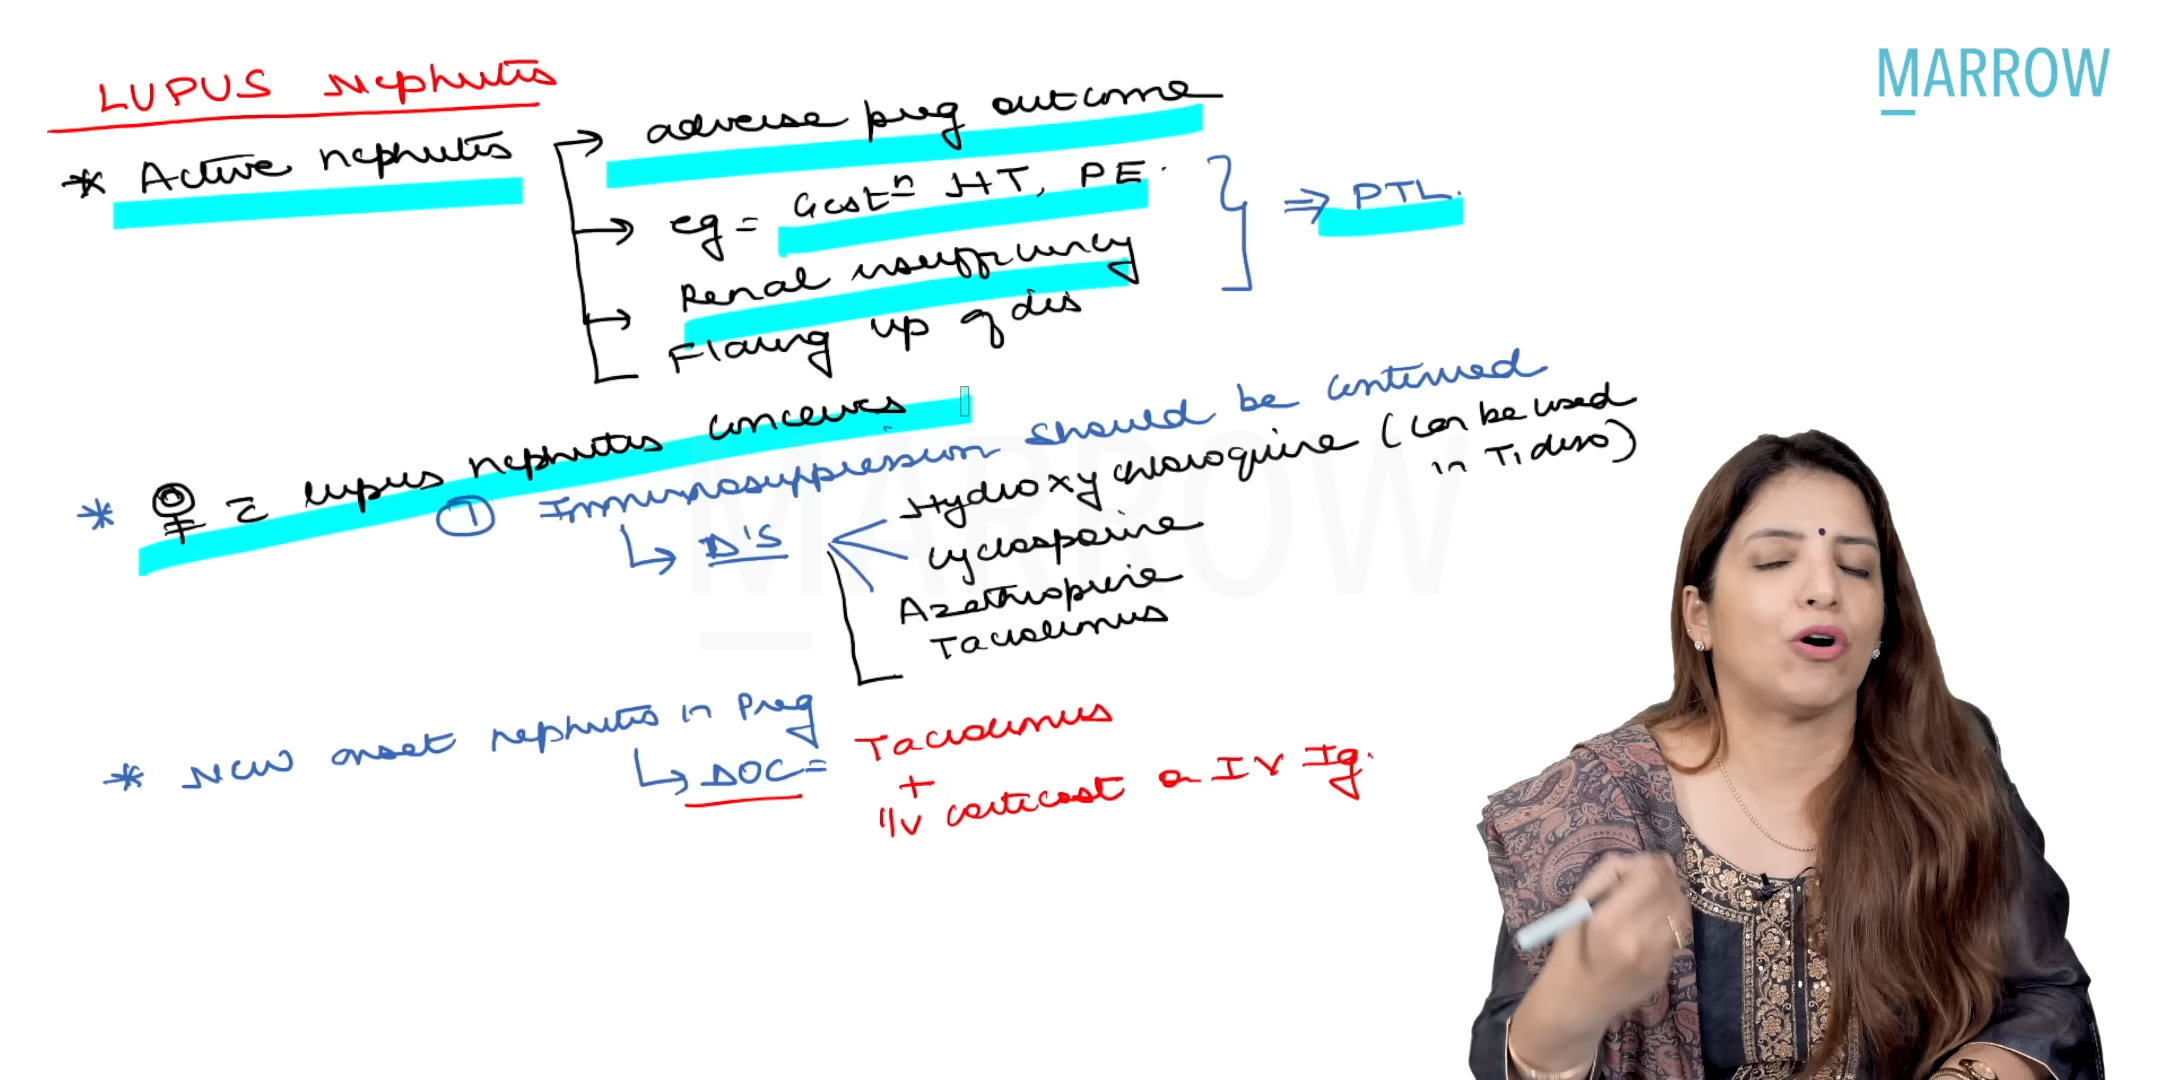 MARROW
LUPUS Nephritis
* Active nephritis → adverse preg outcome
→ eg = Gestⁿ HT, PE.
→ Renal insufficiency
Flaring up of dis
} ⇒ PTL.
* lupus nephritis conceives
① Immunosuppression should be continued
↳ D'S
Hydroxychloroquine (can be used in T1 also)
Cyclosporine
Azathioprine
Tacrolimus
* New onset nephritis in Preg
↳ DOC =
Tacrolimus
+
I/V corticost or IV Ig.
MARROW